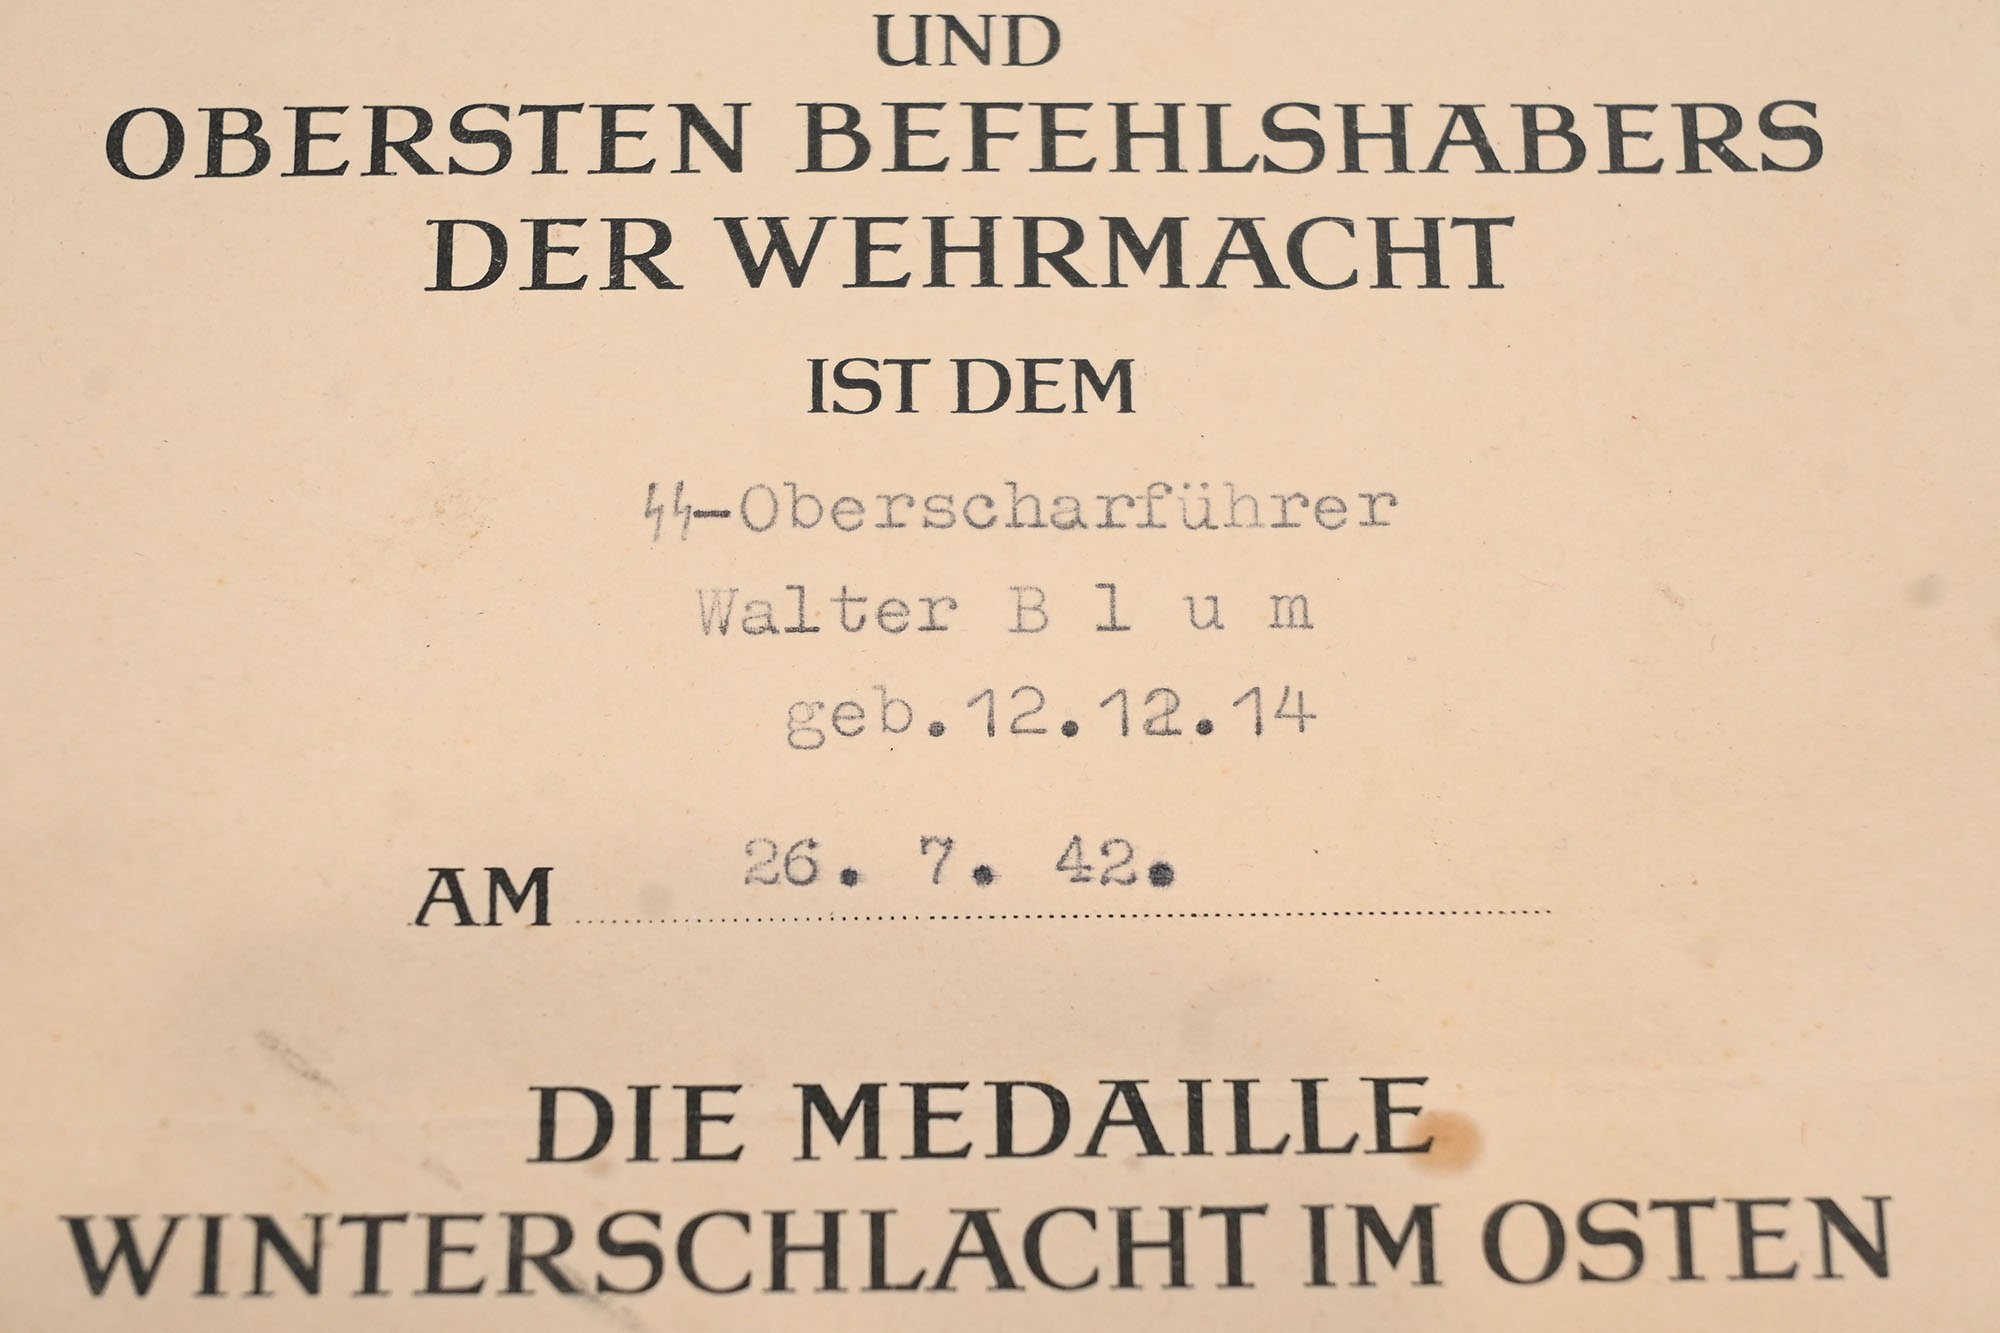 UND
OBERSTEN BEFEHLSHABERS
DER WEHRMACHT
IST DEM
ᛋᛋ-Oberscharführer
Walter B l u m
geb.12.12.14
AM 26. 7. 42.
DIE MEDAILLE
WINTERSCHLACHT IM OSTEN